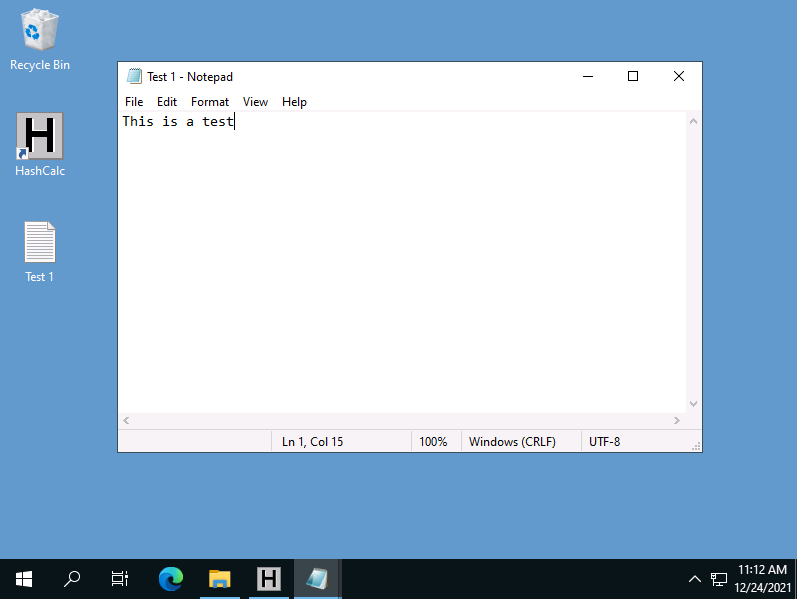 Recycle Bin
H
HashCalc
Test 1
Test 1 - Notepad
File Edit Format View Help
This is a test
Ln 1, Col 15 100% Windows (CRLF) UTF-8
H
11:12 AM
12/24/2021